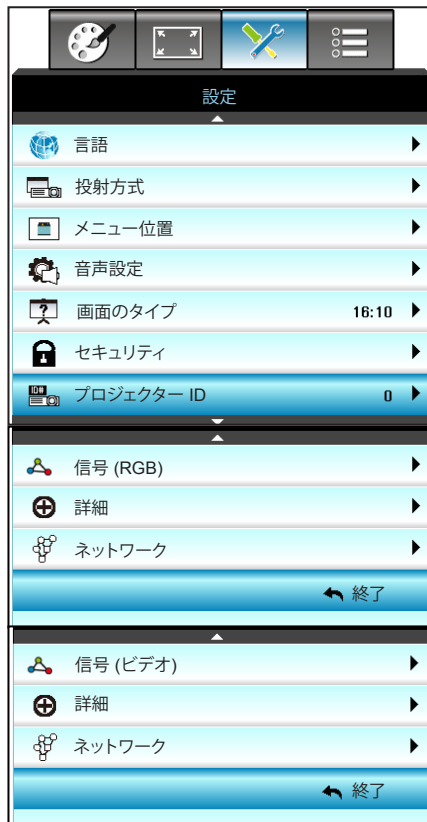 設定
言語
投射方式
メニュー位置
音声設定
画面のタイプ 16:10
セキュリティ
プロジェクター ID 0
信号 (RGB)
詳細
ネットワーク
終了
信号 (ビデオ)
詳細
ネットワーク
終了